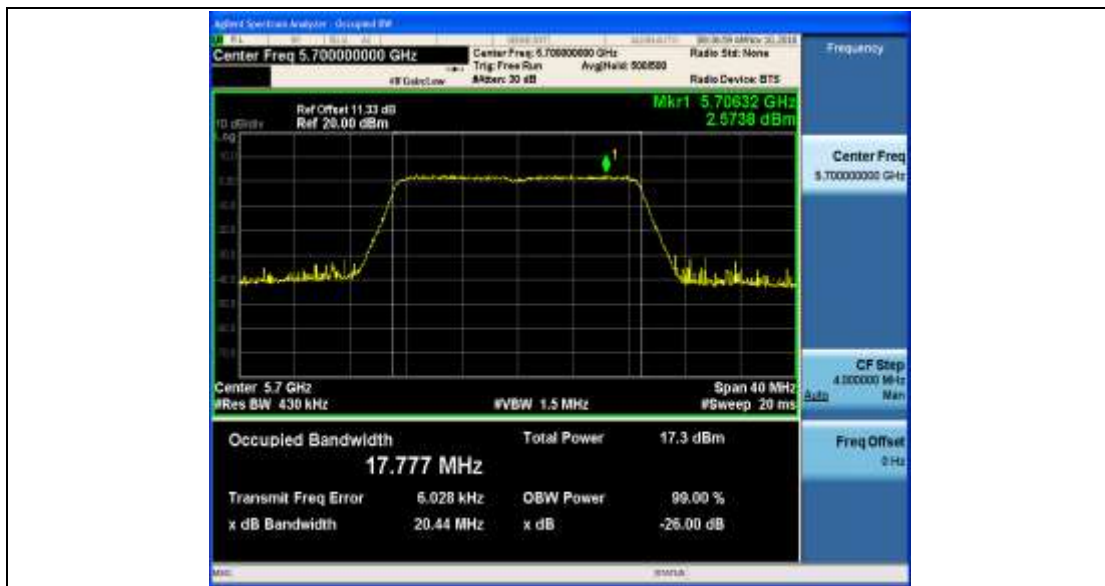 Agilent Spectrum Analyzer - Occupied BW
Center Freq 5.700000000 GHz
Center Freq: 5.700000000 GHz
Radio Std: None
Trig: Free Run
Avg|Hold: 500/500
#IFGain:Low
#Atten: 30 dB
Radio Device: BTS
Frequency
Ref Offset 11.33 dB
Mkr1 5.70632 GHz
10 dB/div
Ref 20.00 dBm
2.5738 dBm
Log
1
Center Freq
5.700000000 GHz
Center 5.7 GHz
Span 40 MHz
#Res BW 430 kHz
#VBW 1.5 MHz
#Sweep 20 ms
CF Step
4.000000 MHz
Auto
Man
Occupied Bandwidth
Total Power
17.3 dBm
17.777 MHz
Freq Offset
0 Hz
Transmit Freq Error
6.028 kHz
OBW Power
99.00 %
x dB Bandwidth
20.44 MHz
x dB
-26.00 dB
MSG
STATUS